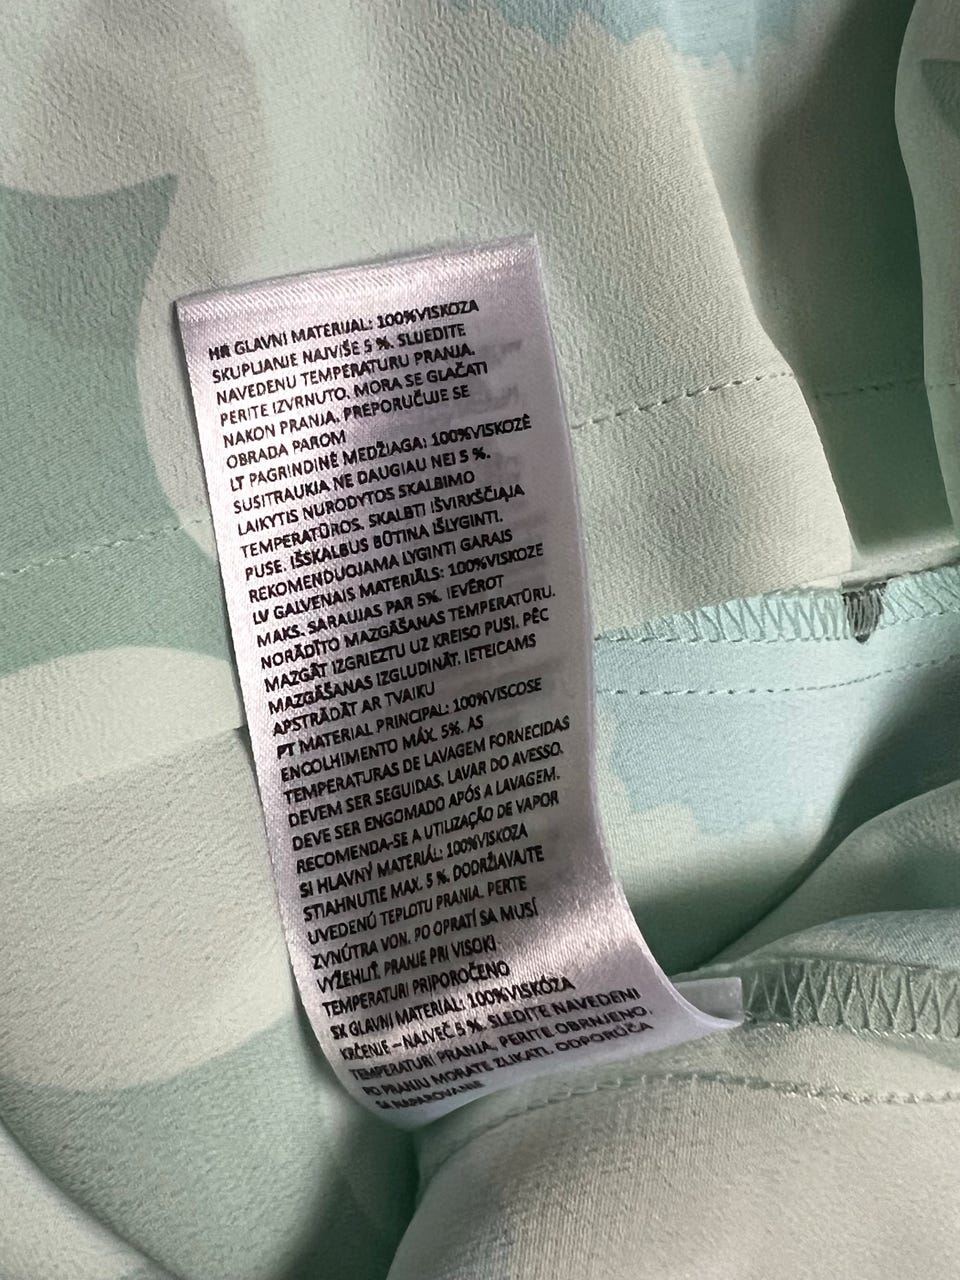 HR GLAVNI MATERIJAL: 100%VISKOZA
SKUPLJANJE NAJVIŠE 5 %. SLIJEDITE
NAVEDENU TEMPERATURU PRANJA.
PERITE IZVRNUTO. MORA SE GLAČATI
NAKON PRANJA. PREPORUČUJE SE
OBRADA PAROM
LT PAGRINDINĖ MEDŽIAGA: 100%VISKOZĖ
SUSITRAUKIA NE DAUGIAU NEI 5 %.
LAIKYTIS NURODYTOS SKALBIMO
TEMPERATŪROS. SKALBTI IŠVIRKŠČIĄJA
PUSE. IŠSKALBUS BŪTINA IŠLYGINTI.
REKOMENDUOJAMA LYGINTI GARAIS
LV GALVENAIS MATERIĀLS: 100%VISKOZE
MAKS. SARAUJAS PAR 5%. IEVĒROT
NORĀDĪTO MAZGĀŠANAS TEMPERATŪRU.
MAZGĀT IZGRIEZTU UZ KREISO PUSI. PĒC
MAZGĀŠANAS IZGLUDINĀT. IETEICAMS
APSTRĀDĀT AR TVAIKU
PT MATERIAL PRINCIPAL: 100%VISCOSE
ENCOLHIMENTO MÁX. 5%. AS
TEMPERATURAS DE LAVAGEM FORNECIDAS
DEVEM SER SEGUIDAS. LAVAR DO AVESSO.
DEVE SER ENGOMADO APÓS A LAVAGEM.
RECOMENDA-SE A UTILIZAÇÃO DE VAPOR
SI HLAVNÝ MATERIÁL: 100%VISKOZA
STIAHNUTIE MAX. 5 %. DODRŽIAVAJTE
UVEDENÚ TEPLOTU PRANIA. PERTE
ZVNÚTRA VON. PO OPRATÍ SA MUSÍ
VYŽEHLIŤ. PRANJE PRI VISOKI
TEMPERATURI PRIPOROČENO
SK GLAVNI MATERIAL: 100%VISKÓZA
KRČENJE –NAJVEČ 5 %. SLEDITE NAVEDENI
TEMPERATURI PRANJA. PERITE OBRNJENO.
PO PRANJU MORATE ZLIKATI. ODPOROÚČA
SA NAPAROVANIE